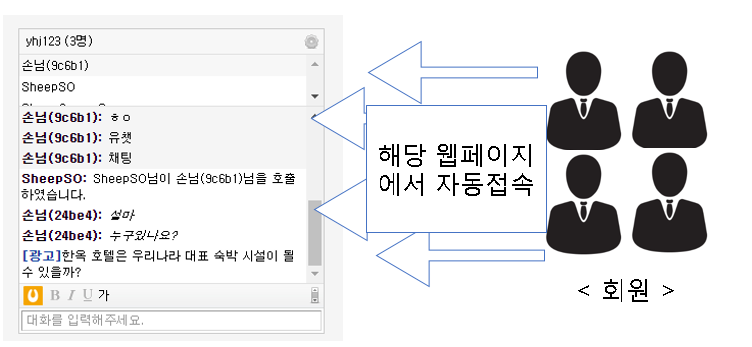 yhj123 (3명)
손님(9c6b1)
SheepSO
손님(9c6b1): ㅎㅇ
손님(9c6b1): 유챗
손님(9c6b1): 채팅
SheepSO: SheepSO님이 손님(9c6b1)님을 호출
하였습니다.
손님(24be4): 설마
손님(24be4): 누구있나요?
[광고]한옥 호텔은 우리나라 대표 숙박 시설이 될
수 있을까?
B I U 가
대화를 입력해주세요.
해당 웹페이지
에서 자동접속
< 회원 >